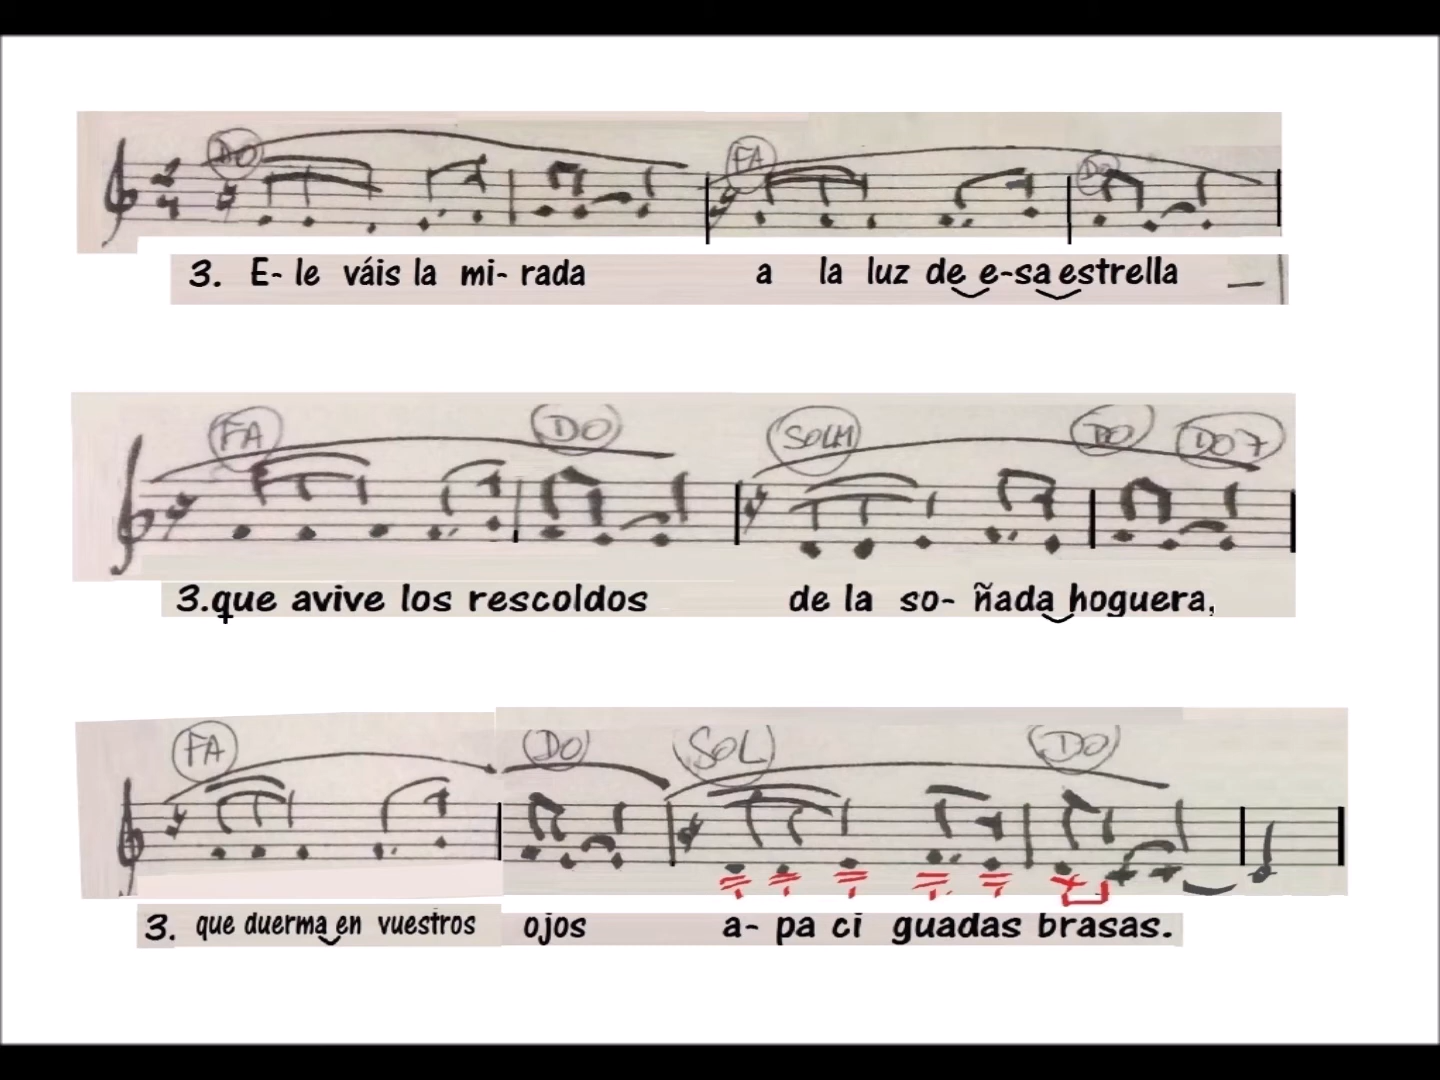 DO FA DO
3. E- le váis la mi- rada a la luz de e-sa estrella
FA DO SOLM DO DO7
3. que avive los rescoldos de la so- ñada hoguera,
FA DO SOL DO
3. que duerma en vuestros ojos a- pa ci guadas brasas.